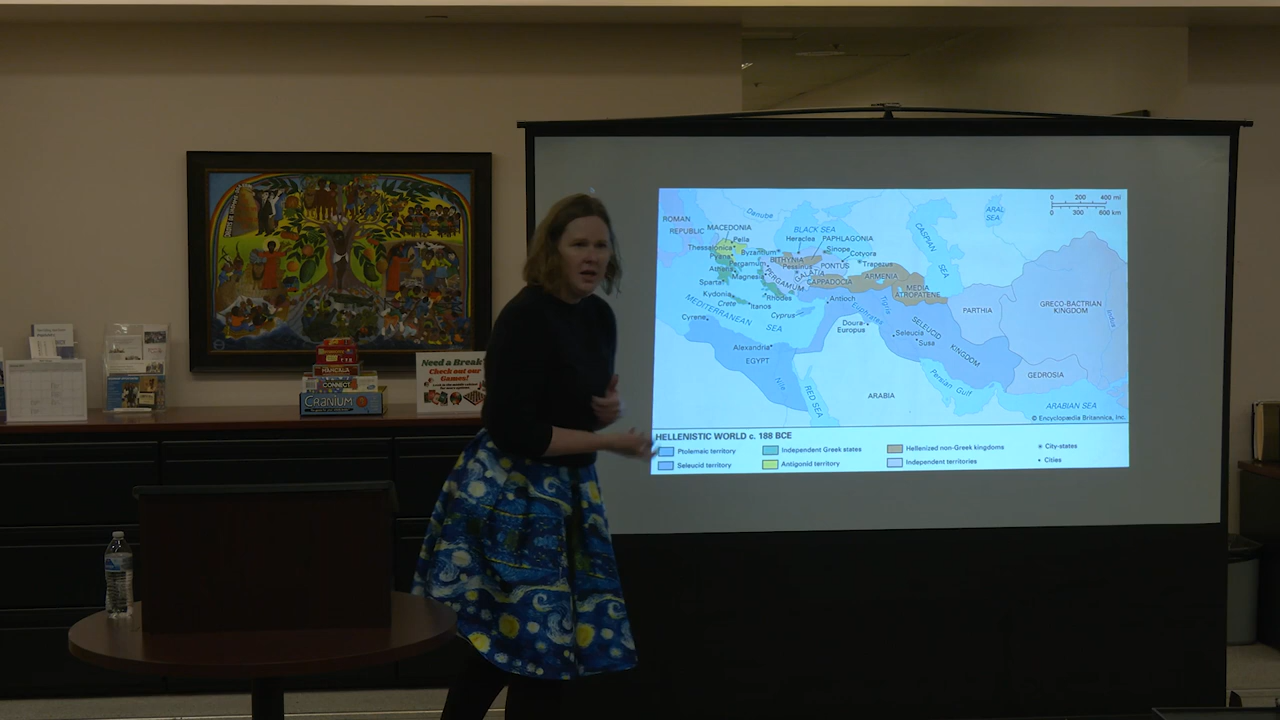 ROMAN
REPUBLIC
Danube
MACEDONIA
Pella
Thessalonica
Byzantium
BLACK SEA
Heraclea
PAPHLAGONIA
Sinope
Cotyora
Trapezus
BITHYNIA
Pessinus
GALATIA
PONTUS
CAPPADOCIA
ARMENIA
MEDIA
ATROPATENE
CASPIAN SEA
ARAL
SEA
0 200 400 mi
0 300 600 km
Pergamum
PERGAMUM
Athens
Magnesia
Sparta
Rhodes
Kydonia
Crete
Itanos
Cyprus
MEDITERRANEAN
SEA
Cyrene
Alexandria
EGYPT
Nile
RED SEA
Antioch
Euphrates
Tigris
Doura-
Europus
Seleucia
Susa
SELEUCID
KINGDOM
PARTHIA
GRECO-BACTRIAN
KINGDOM
Indus
GEDROSIA
Persian Gulf
ARABIA
ARABIAN SEA
© Encyclopædia Britannica, Inc.
HELLENISTIC WORLD c. 188 BCE
Ptolemaic territory
Independent Greek states
Hellenized non-Greek kingdoms
City-states
Seleucid territory
Antigonid territory
Independent territories
Cities
Need a Break?
Check out our
Games!
MANCALA
CONNECT
CRANIUM